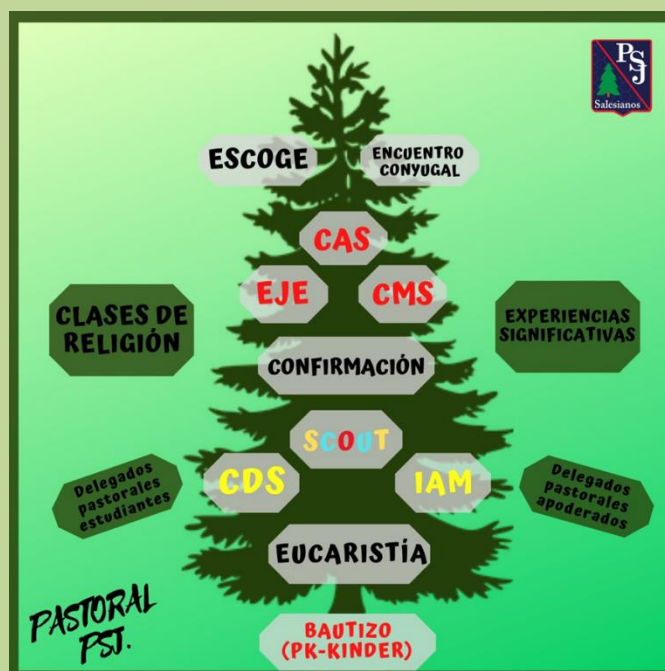 PSJ
Salesianos
ESCOGE
ENCUENTRO
CONYUGAL
CAS
EJE
CMS
CLASES DE
RELIGIÓN
EXPERIENCIAS
SIGNIFICATIVAS
CONFIRMACIÓN
SCOUT
CDS
IAM
Delegados
pastorales
estudiantes
Delegados
pastorales
apoderados
EUCARISTÍA
PASTORAL
PSJ.
BAUTIZO
(PK-KINDER)